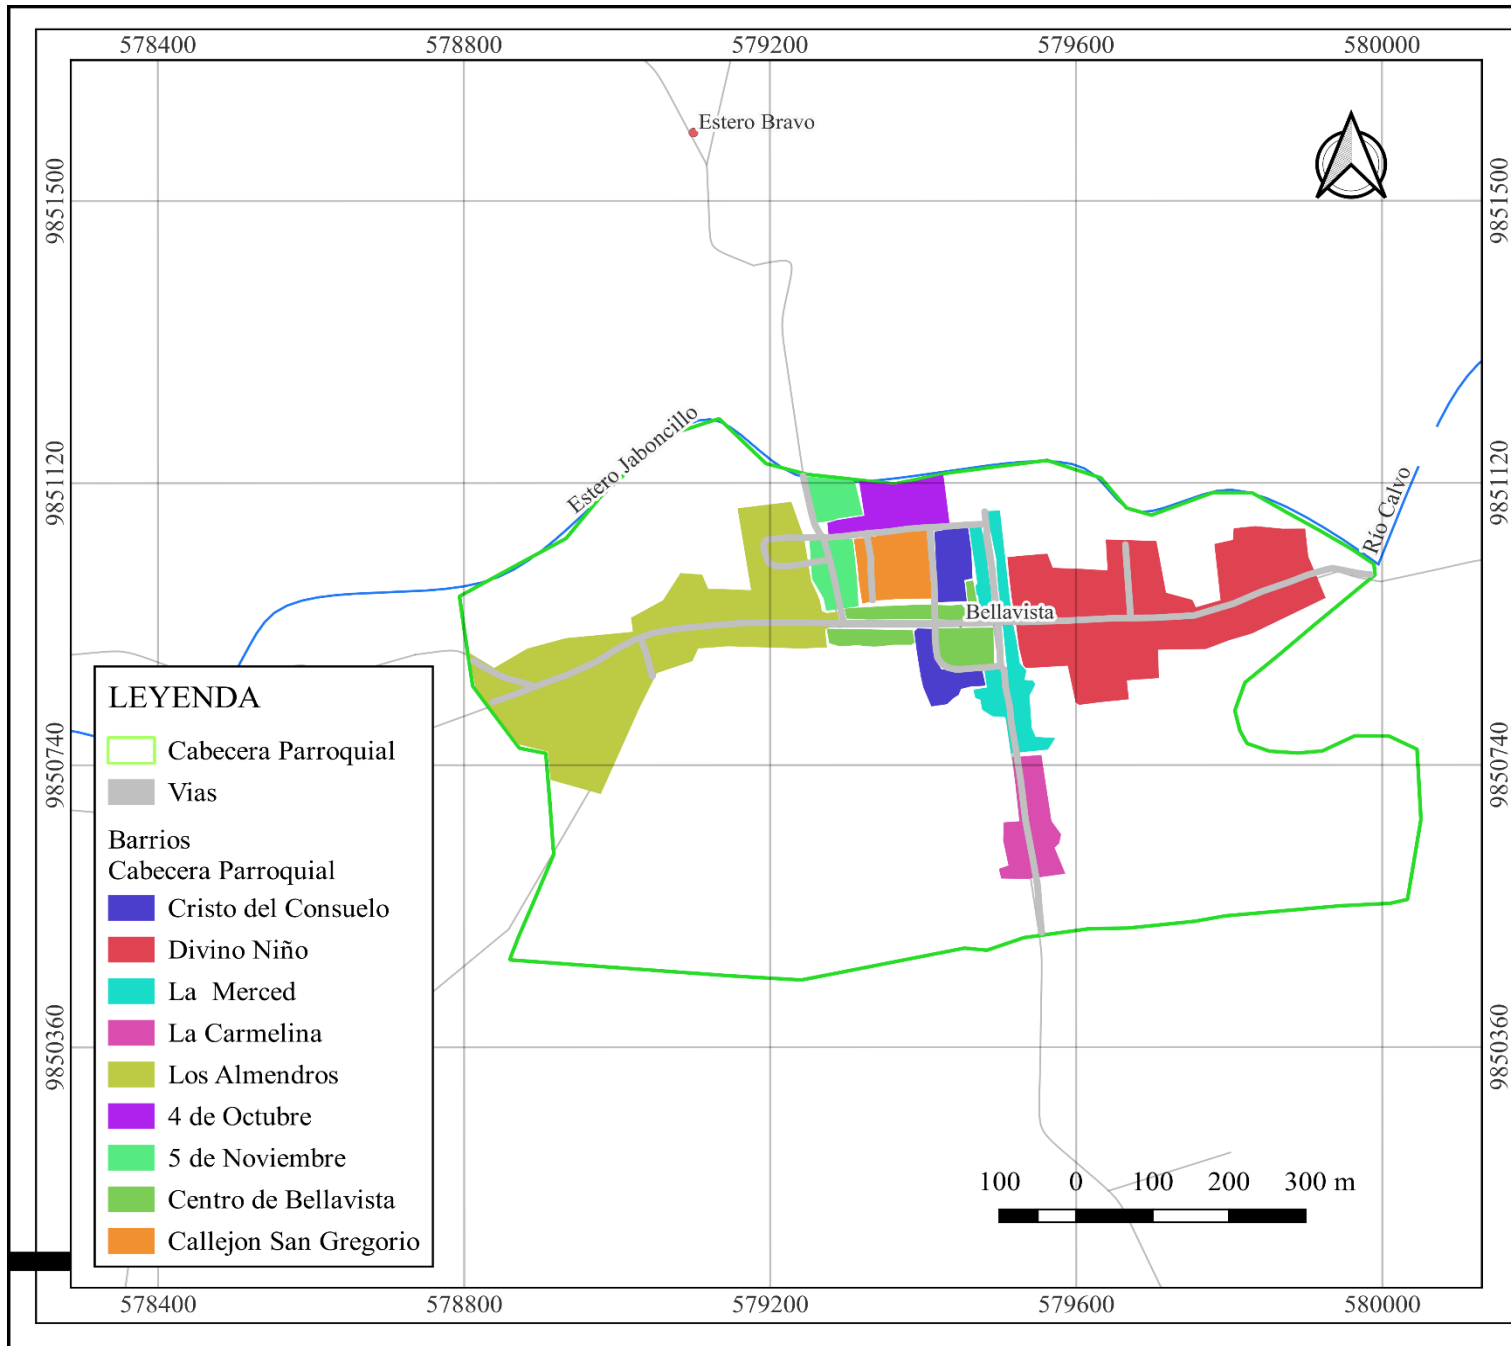 578400 578800 579200 579600 580000
Estero Bravo
9851500 9851500
Estero Jaboncillo
9851120 9851120
Río Calvo
Bellavista
9850740 9850740
LEYENDA
Cabecera Parroquial
Vias
Barrios
Cabecera Parroquial
Cristo del Consuelo
Divino Niño
La Merced
La Carmelina
Los Almendros
4 de Octubre
5 de Noviembre
Centro de Bellavista
Callejon San Gregorio
9850360 9850360
100 0 100 200 300 m
578400 578800 579200 579600 580000